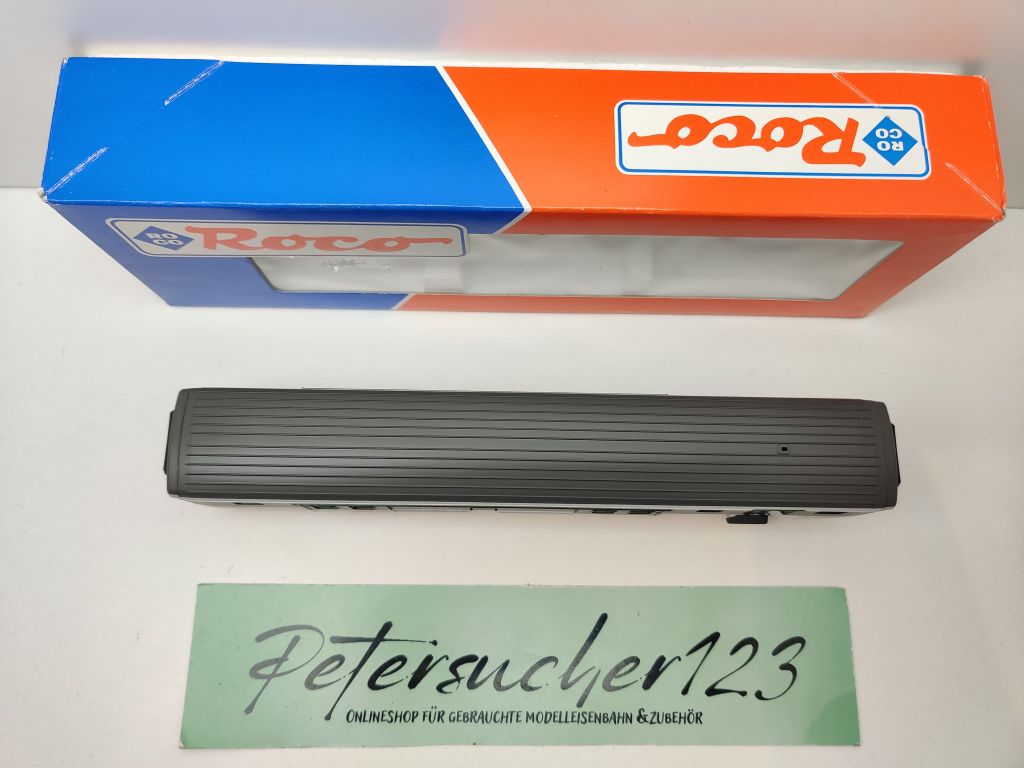 RO
CO
Roco
RO
CO
Roco
Petersucher123
ONLINESHOP FÜR GEBRAUCHTE MODELLEISENBAHN &ZUBEHÖR